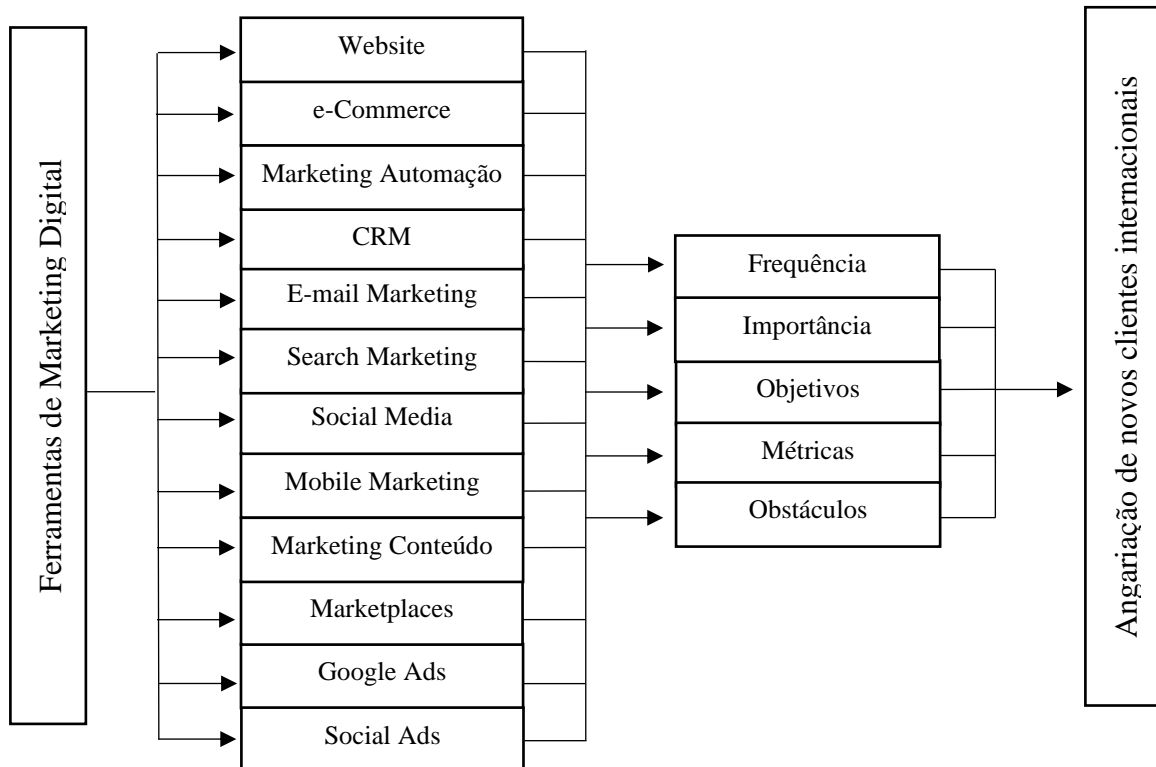 Ferramentas de Marketing Digital
Website
e-Commerce
Marketing Automação
CRM
E-mail Marketing
Search Marketing
Social Media
Mobile Marketing
Marketing Conteúdo
Marketplaces
Google Ads
Social Ads
Frequência
Importância
Objetivos
Métricas
Obstáculos
Angariação de novos clientes internacionais